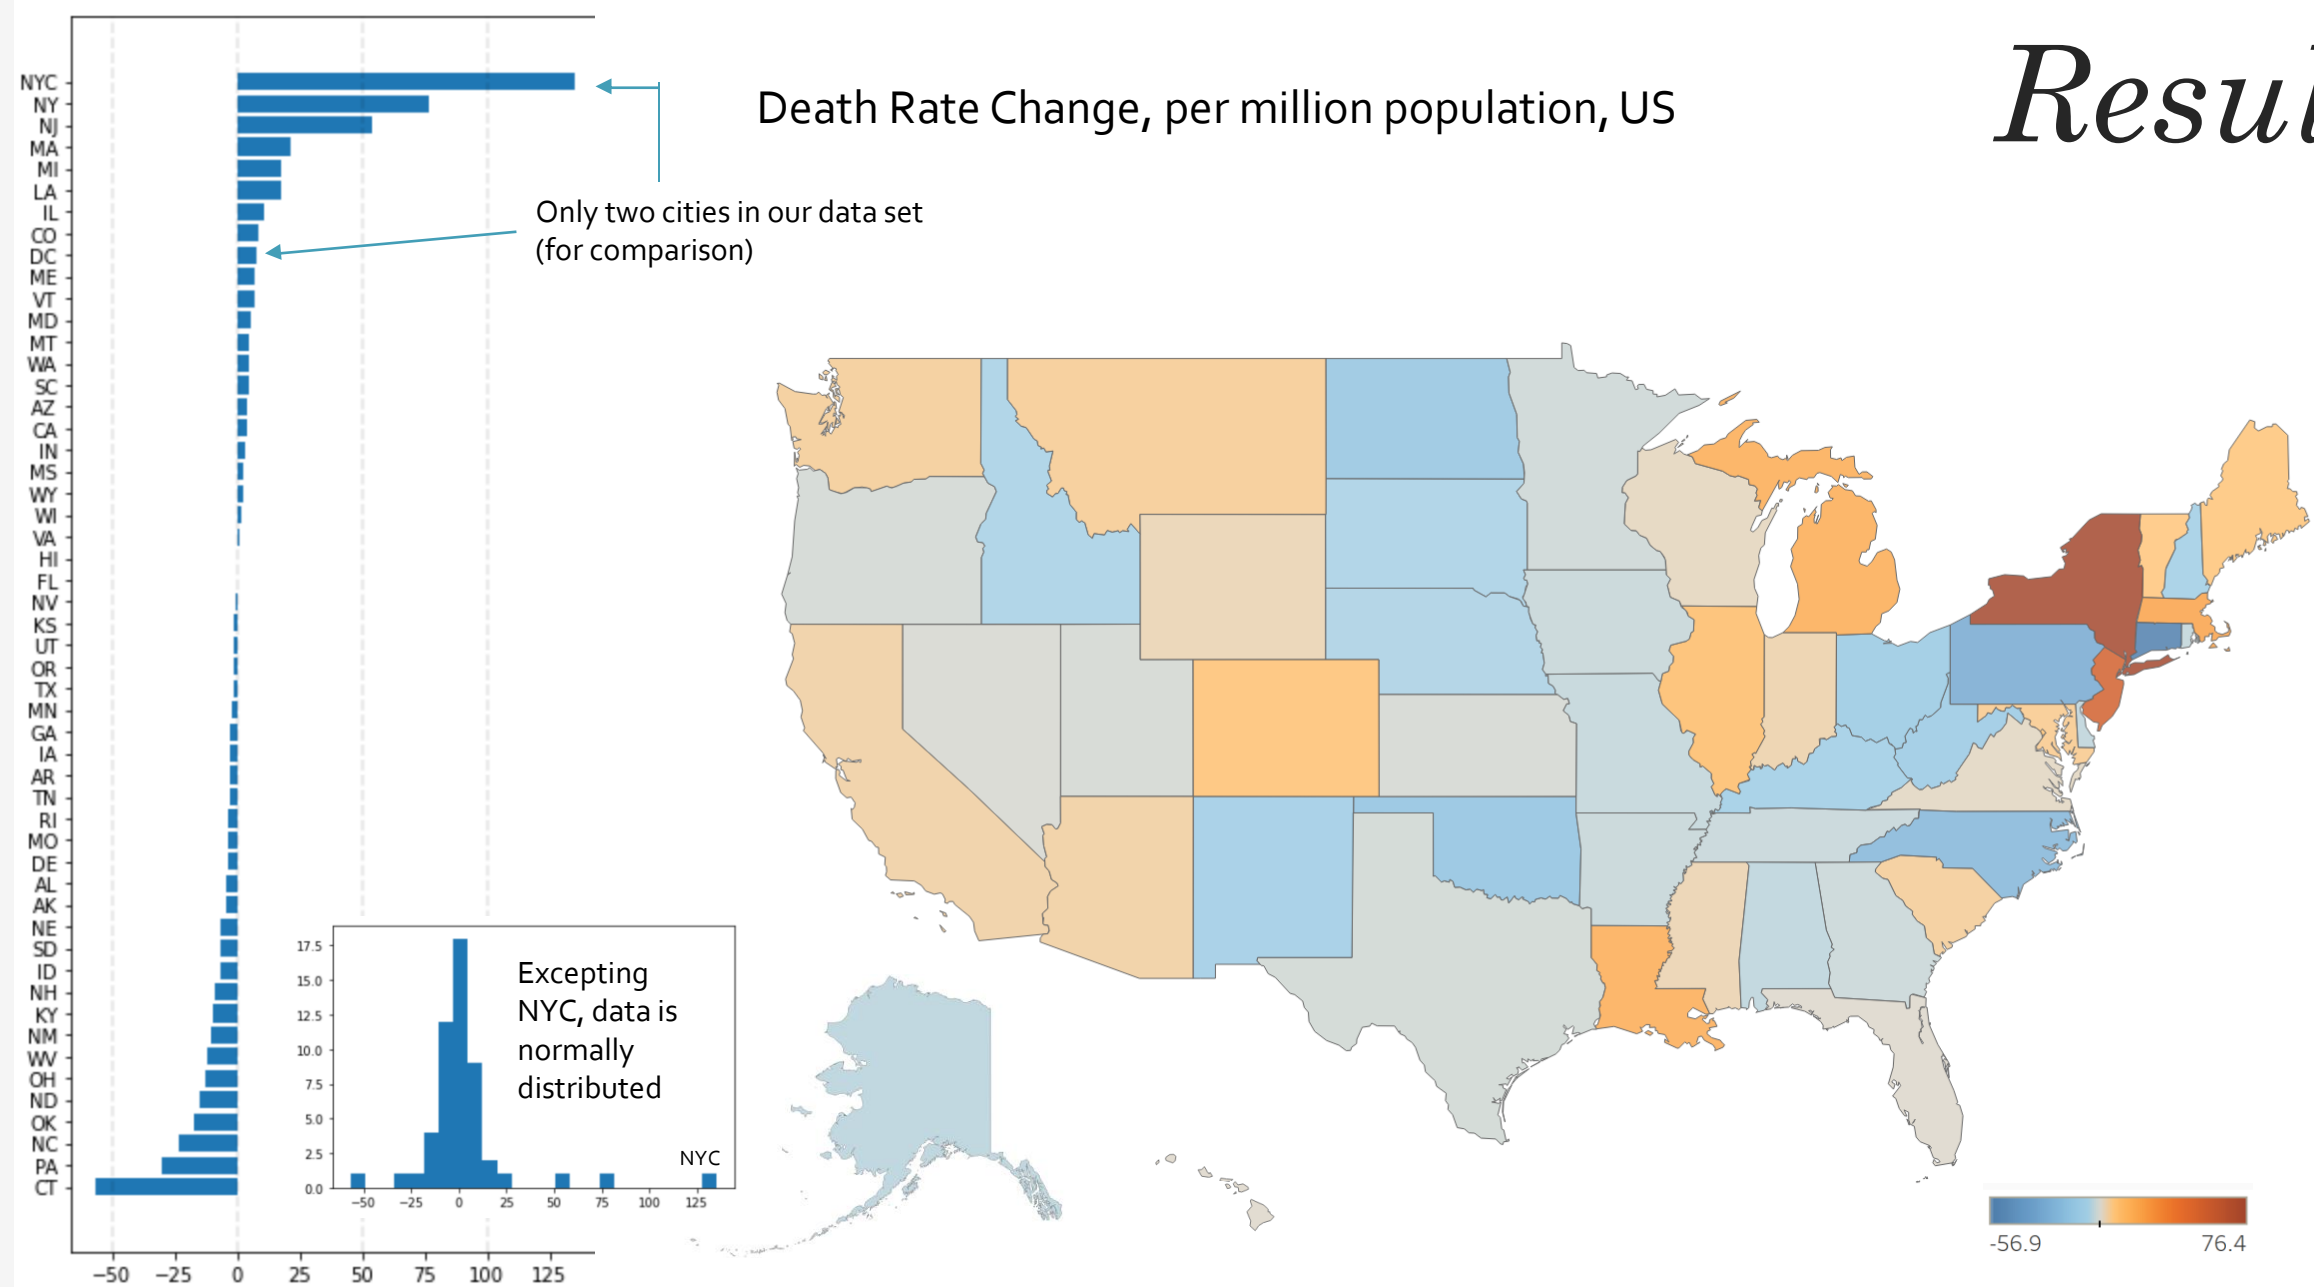 Resul
Death Rate Change, per million population, US
Only two cities in our data set
(for comparison)
NYC
NY
NJ
MA
MI
LA
IL
CO
DC
ME
VT
MD
MT
WA
SC
AZ
CA
IN
MS
WY
WI
VA
HI
FL
NV
KS
UT
OR
TX
MN
GA
IA
AR
TN
RI
MO
DE
AL
AK
NE
SD
ID
NH
KY
NM
WV
OH
ND
OK
NC
PA
CT
−50 −25 0 25 50 75 100 125
17.5
15.0
12.5
10.0
7.5
5.0
2.5
0.0
−50 −25 0 25 50 75 100 125
Excepting
NYC, data is
normally
distributed
NYC
-56.9 76.4